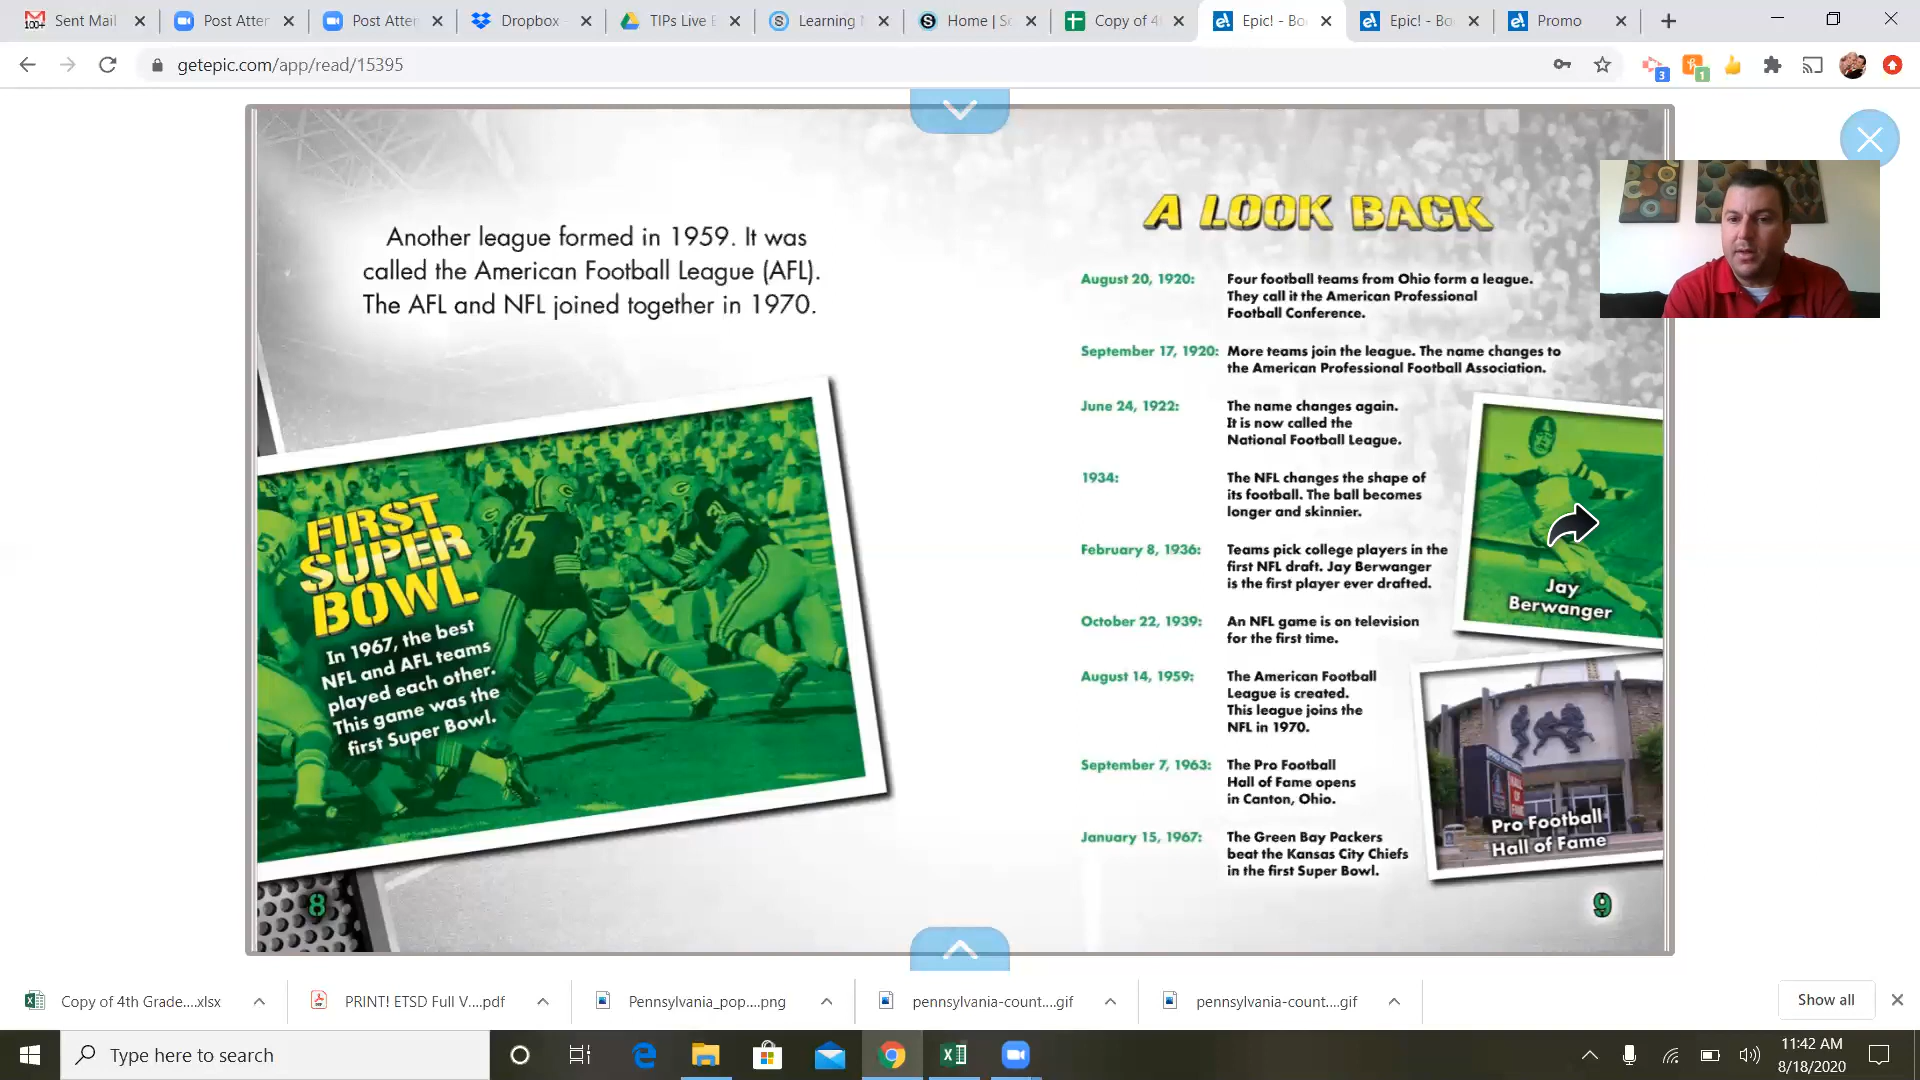 Sent Mail
Post Atter
Post Atter
Dropbox
TIPs Live
Learning
Home | S
Copy of 4
Epic! - Bo
Epic! - Bo
Promo
getepic.com/app/read/15395
3
1
Another league formed in 1959. It was
called the American Football League (AFL).
The AFL and NFL joined together in 1970.
FIRST
SUPER
BOWL
In 1967, the best
NFL and AFL teams
played each other.
This game was the
first Super Bowl.
8
A LOOK BACK
August 20, 1920: Four football teams from Ohio form a league.
They call it the American Professional
Football Conference.
September 17, 1920: More teams join the league. The name changes to
the American Professional Football Association.
June 24, 1922: The name changes again.
It is now called the
National Football League.
1934: The NFL changes the shape of
its football. The ball becomes
longer and skinnier.
February 8, 1936: Teams pick college players in the
first NFL draft. Jay Berwanger
is the first player ever drafted.
October 22, 1939: An NFL game is on television
for the first time.
August 14, 1959: The American Football
League is created.
This league joins the
NFL in 1970.
September 7, 1963: The Pro Football
Hall of Fame opens
in Canton, Ohio.
January 15, 1967: The Green Bay Packers
beat the Kansas City Chiefs
in the first Super Bowl.
Jay
Berwanger
Pro Football
Hall of Fame
9
Copy of 4th Grade....xlsx
PRINT! ETSD Full V....pdf
Pennsylvania_pop....png
pennsylvania-count....gif
pennsylvania-count....gif
Show all
Type here to search
11:42 AM
8/18/2020